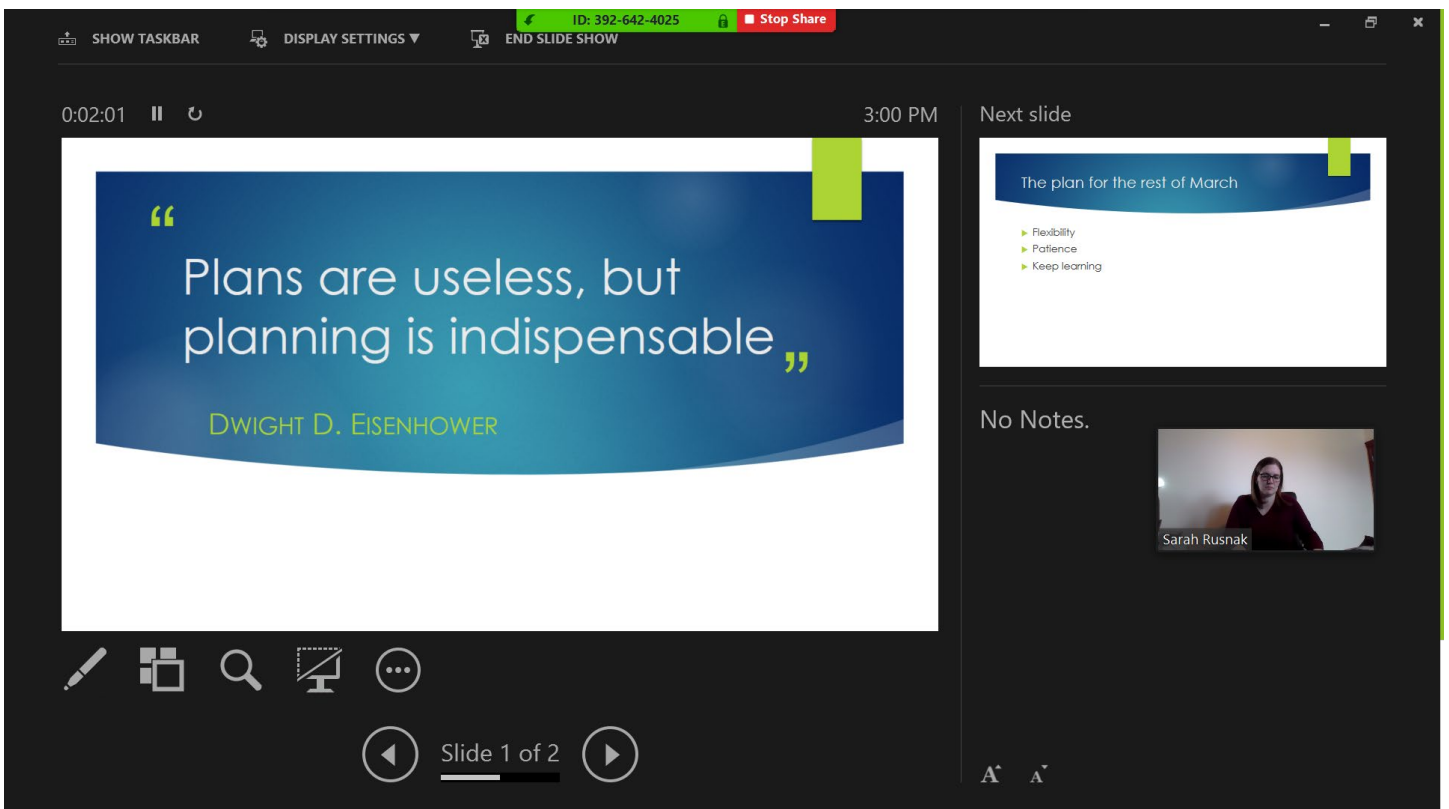 ID: 392-642-4025 Stop Share
SHOW TASKBAR DISPLAY SETTINGS ▼ END SLIDE SHOW
0:02:01 3:00 PM
“
Plans are useless, but
planning is indispensable
”
DWIGHT D. EISENHOWER
Next slide
The plan for the rest of March
Flexibility
Patience
Keep learning
No Notes.
Sarah Rusnak
Slide 1 of 2
A A